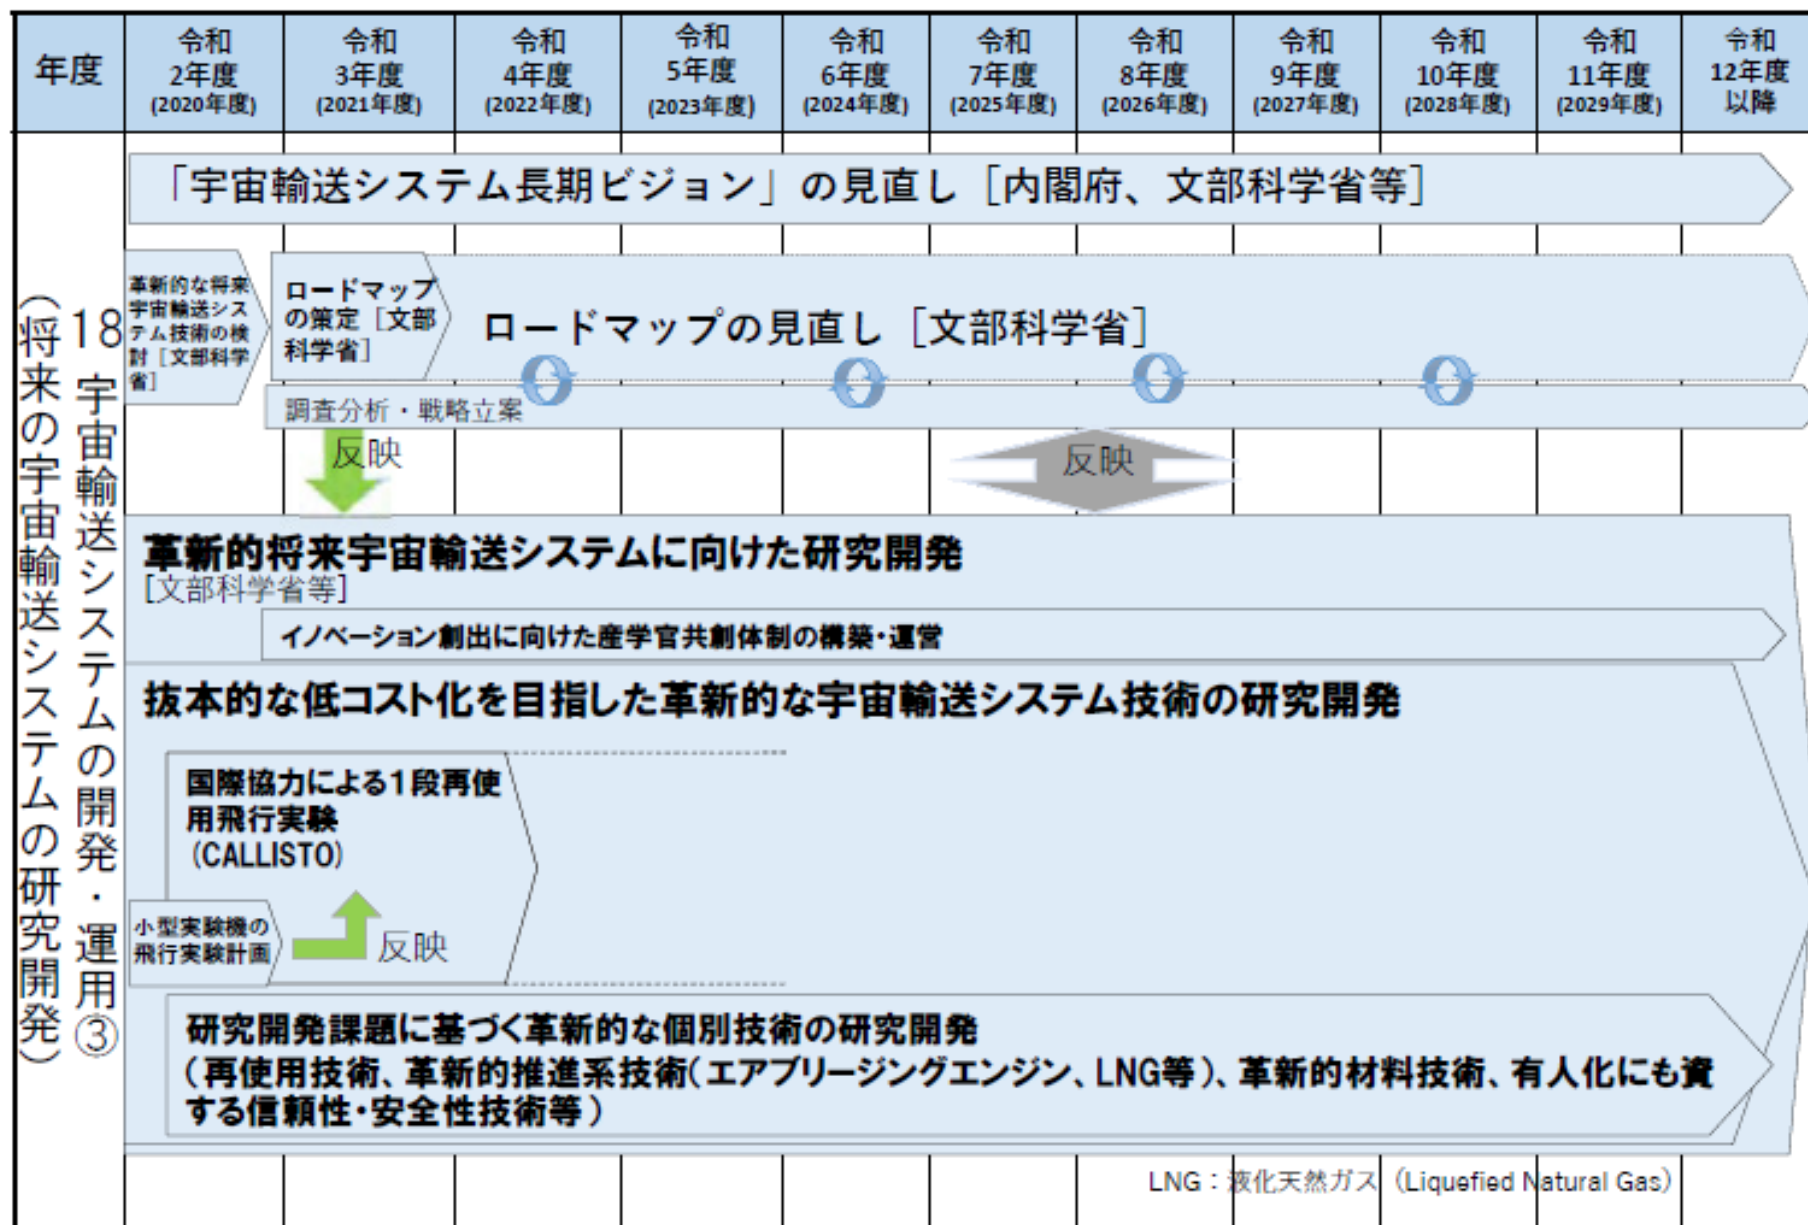 年度
令和
2年度
(2020年度)
令和
3年度
(2021年度)
令和
4年度
(2022年度)
令和
5年度
(2023年度)
令和
6年度
(2024年度)
令和
7年度
(2025年度)
令和
8年度
(2026年度)
令和
9年度
(2027年度)
令和
10年度
(2028年度)
令和
11年度
(2029年度)
令和
12年度
以降
18 宇宙輸送システムの開発・運用③
（将来の宇宙輸送システムの研究開発）
「宇宙輸送システム長期ビジョン」の見直し［内閣府、文部科学省等］
革新的な将来
宇宙輸送シス
テム技術の検
討［文部科学
省］
ロードマップ
の策定［文部
科学省］
ロードマップの見直し［文部科学省］
調査分析・戦略立案
反映
反映
革新的将来宇宙輸送システムに向けた研究開発
[文部科学省等]
イノベーション創出に向けた産学官共創体制の構築・運営
抜本的な低コスト化を目指した革新的な宇宙輸送システム技術の研究開発
国際協力による1段再使
用飛行実験
(CALLISTO)
小型実験機の
飛行実験計画
反映
研究開発課題に基づく革新的な個別技術の研究開発
（再使用技術、革新的推進系技術(エアブリージングエンジン、LNG等)、革新的材料技術、有人化にも資
する信頼性・安全性技術等）
LNG：液化天然ガス（Liquefied Natural Gas）